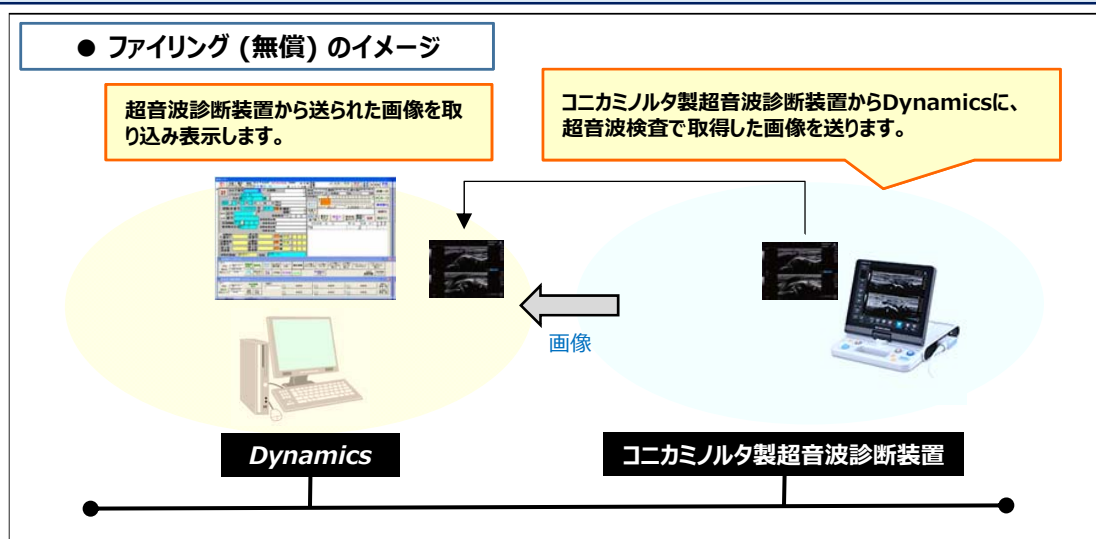 ● ファイリング (無償) のイメージ
超音波診断装置から送られた画像を取
り込み表示します。
コニカミノルタ製超音波診断装置からDynamicsに、
超音波検査で取得した画像を送ります。
画像
Dynamics
コニカミノルタ製超音波診断装置